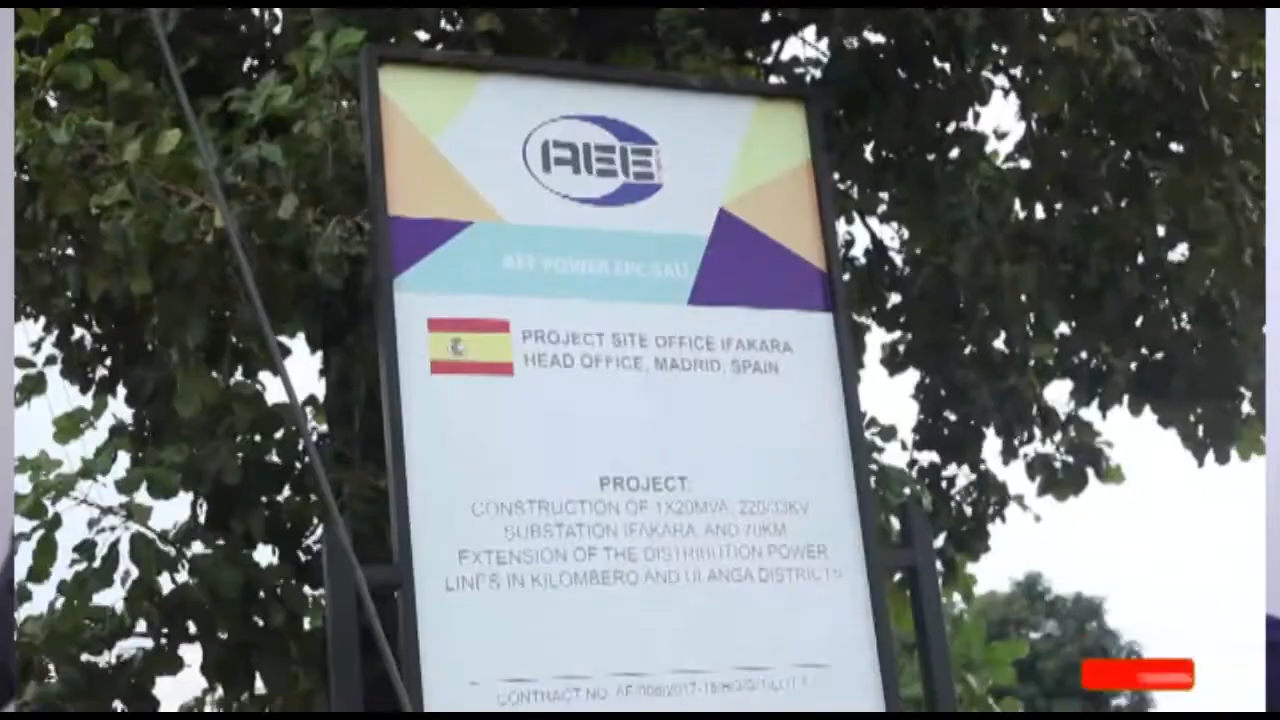 AEE
AEE POWER EPC SAU
PROJECT SITE OFFICE IFAKARA
HEAD OFFICE, MADRID, SPAIN
PROJECT:
CONSTRUCTION OF 1X20MVA, 220/33KV
SUBSTATION IFAKARA AND 70KM
EXTENSION OF THE DISTRIBUTION POWER
LINES IN KILOMBERO AND ULANGA DISTRICTS
CONTRACT NO.